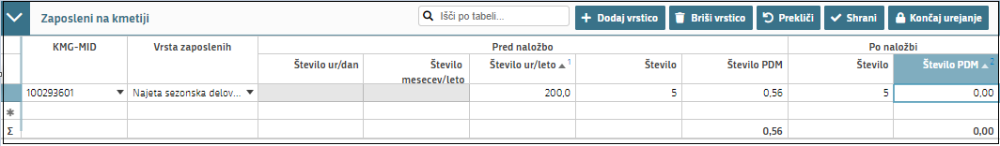 Zaposleni na kmetiji
Išči po tabeli...
Dodaj vrstico
Briši vrstico
Prekliči
Shrani
Končaj urejanje
KMG-MID Vrsta zaposlenih Pred naložbo Po naložbi
Število ur/dan Število mesecev/leto Število ur/leto 1 Število Število PDM Število Število PDM 2
100293601 Najeta sezonska delov... 200,0 5 0,56 5 0,00
Σ 0,56 0,00